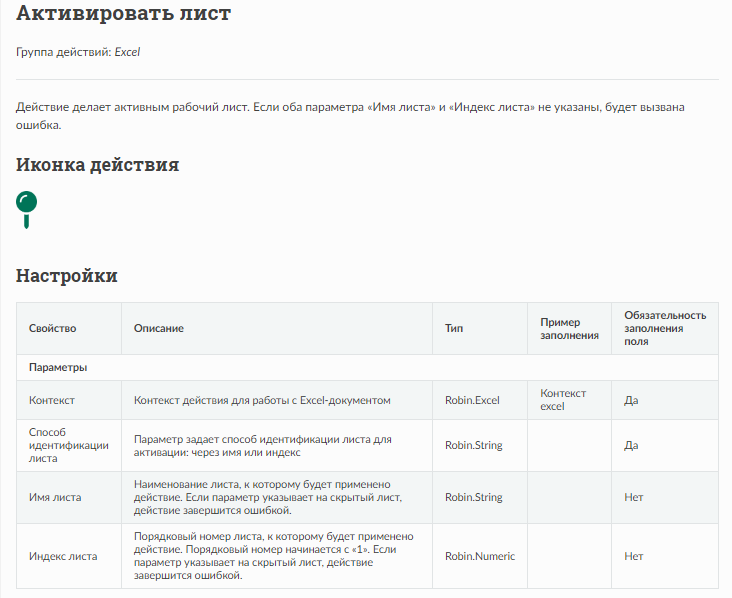 Активировать лист
Группа действий: Excel
Действие делает активным рабочий лист. Если оба параметра «Имя листа» и «Индекс листа» не указаны, будет вызвана
ошибка.
Иконка действия
Настройки
Свойство
Описание
Тип
Пример
заполнения
Обязательность
заполнения
поля
Параметры
Контекст
Контекст действия для работы с Excel-документом
Robin.Excel
Контекст
excel
Да
Способ
идентификации
листа
Параметр задает способ идентификации листа для
активации: через имя или индекс
Robin.String
Да
Имя листа
Наименование листа, к которому будет применено
действие. Если параметр указывает на скрытый лист,
действие завершится ошибкой.
Robin.String
Нет
Индекс листа
Порядковый номер листа, к которому будет применено
действие. Порядковый номер начинается с «1». Если
параметр указывает на скрытый лист, действие
завершится ошибкой.
Robin.Numeric
Нет